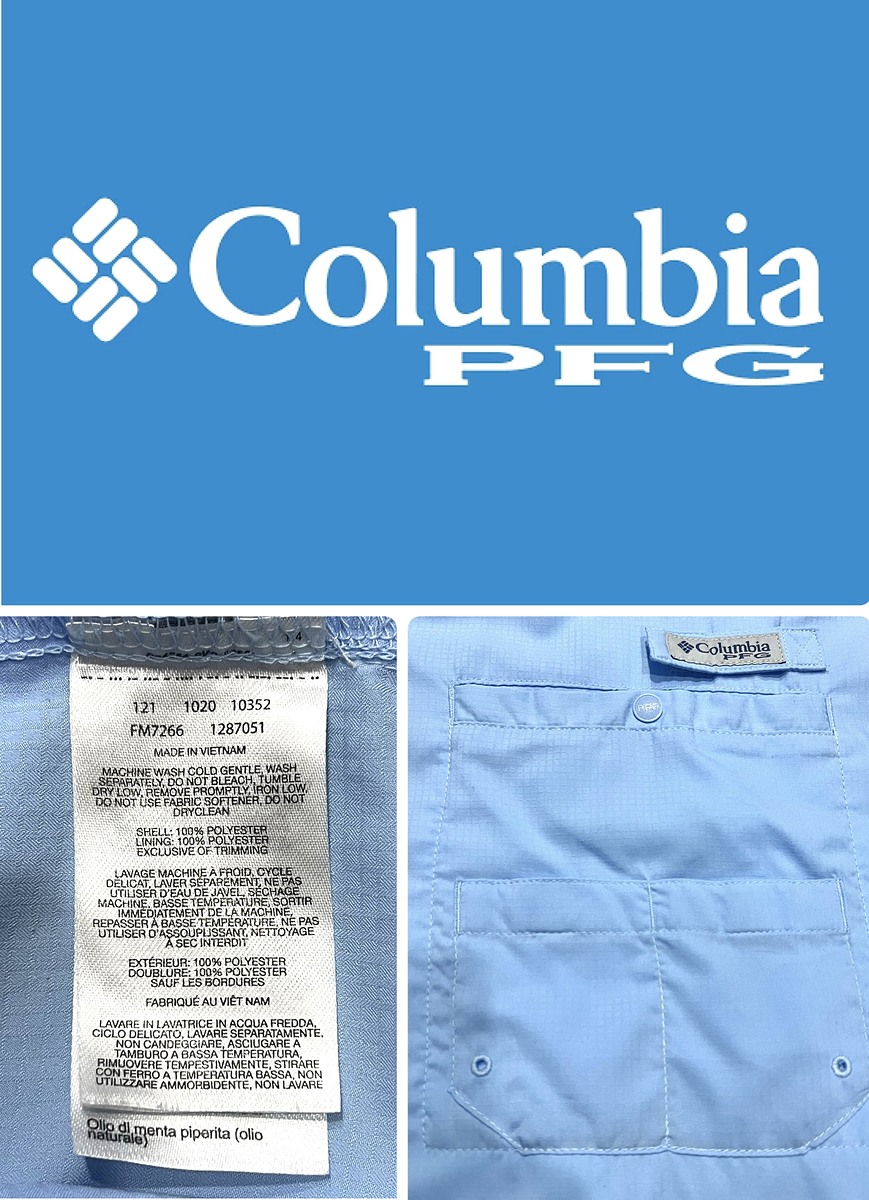 Columbia
PFG
121 1020 10352
FM7266 1287051
MADE IN VIETNAM
MACHINE WASH COLD GENTLE, WASH
SEPARATELY, DO NOT BLEACH, TUMBLE
DRY LOW, REMOVE PROMPTLY, IRON LOW,
DO NOT USE FABRIC SOFTENER, DO NOT
DRYCLEAN
SHELL: 100% POLYESTER
LINING: 100% POLYESTER
EXCLUSIVE OF TRIMMING
LAVAGE MACHINE À FROID, CYCLE
DÉLICAT, LAVER SÉPARÉMENT, NE PAS
UTILISER D'EAU DE JAVEL, SÉCHAGE
MACHINE, BASSE TEMPÉRATURE, SORTIR
IMMÉDIATEMENT DE LA MACHINE,
REPASSER À BASSE TEMPÉRATURE, NE PAS
UTILISER D'ASSOUPLISSANT, NETTOYAGE
À SEC INTERDIT
EXTÉRIEUR: 100% POLYESTER
DOUBLURE: 100% POLYESTER
SAUF LES BORDURES
FABRIQUÉ AU VIÊT NAM
LAVARE IN LAVATRICE IN ACQUA FREDDA,
CICLO DELICATO, LAVARE SEPARATAMENTE,
NON CANDEGGIARE, ASCIUGARE A
TAMBURO A BASSA TEMPERATURA,
RIMUOVERE TEMPESTIVAMENTE, STIRARE
CON FERRO A TEMPERATURA BASSA, NON
UTILIZZARE AMMORBIDENTE, NON LAVARE
Olio di menta piperita (olio
naturale)
Columbia
PFG